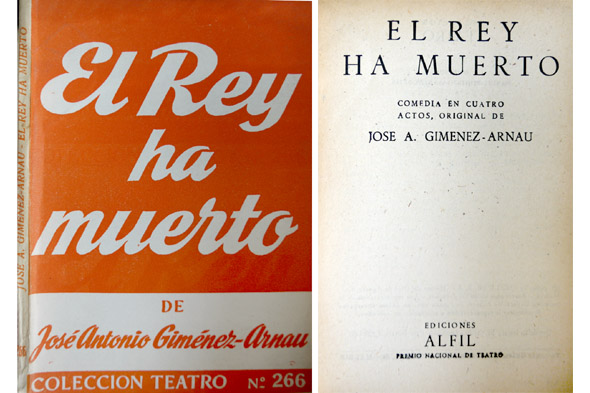 JOSE A. GIMENEZ-ARNAU - EL REY HA MUERTO
266
El Rey
ha
muerto
DE
José Antonio Giménez-Arnau
COLECCION TEATRO Nº 266
EL REY
HA MUERTO
COMEDIA EN CUATRO
ACTOS, ORIGINAL DE
JOSE A. GIMENEZ-ARNAU
EDICIONES
ALFIL
PREMIO NACIONAL DE TEATRO